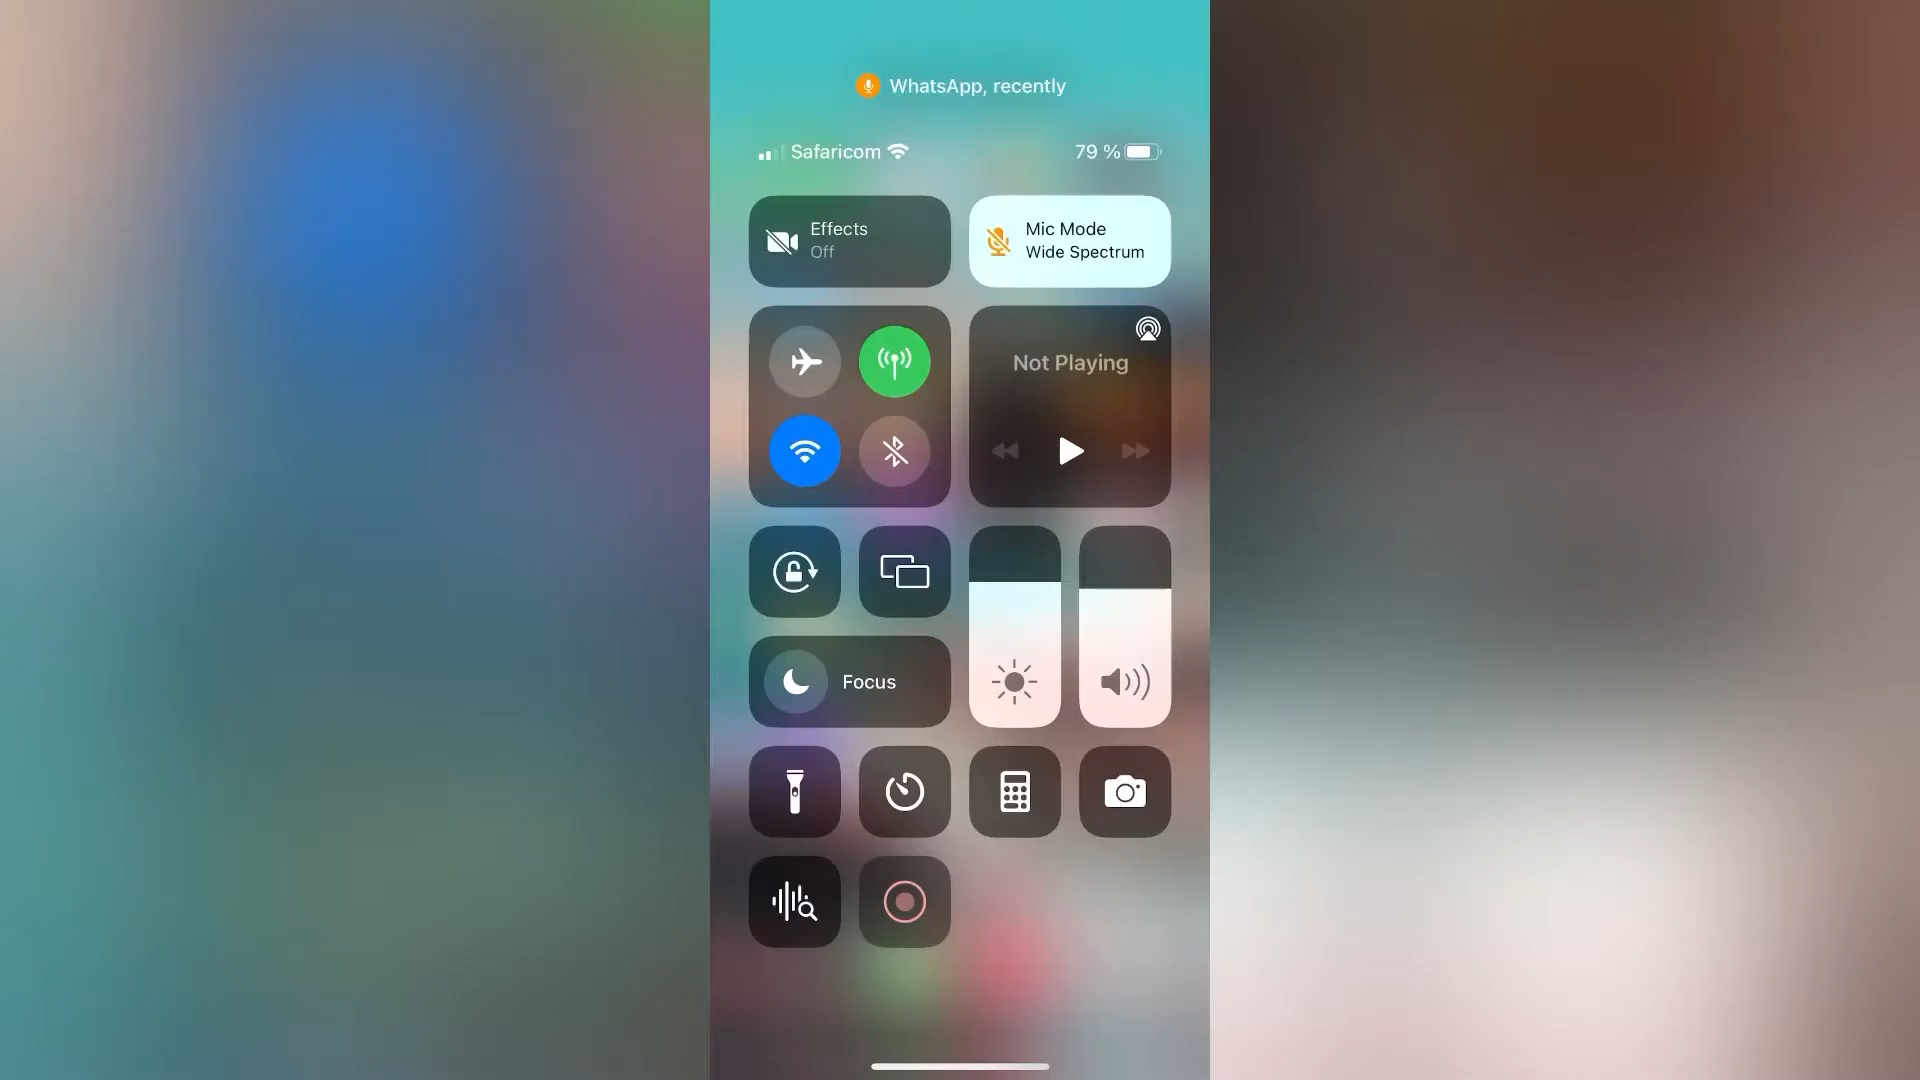 WhatsApp, recently
Safaricom 79 %
Effects
Off
Mic Mode
Wide Spectrum
Not Playing
Focus